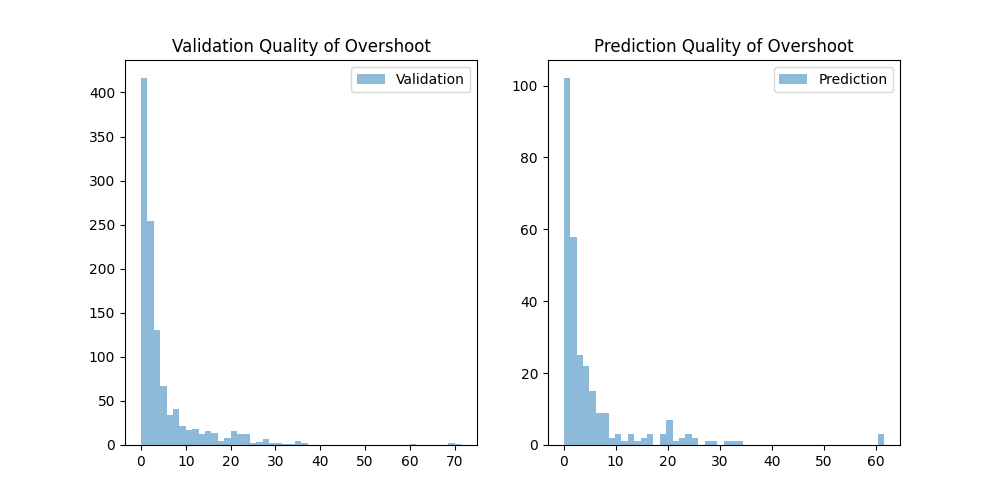 Validation Quality of Overshoot
Validation
400
350
300
250
200
150
100
50
0
0 10 20 30 40 50 60 70
Prediction Quality of Overshoot
Prediction
100
80
60
40
20
0
0 10 20 30 40 50 60